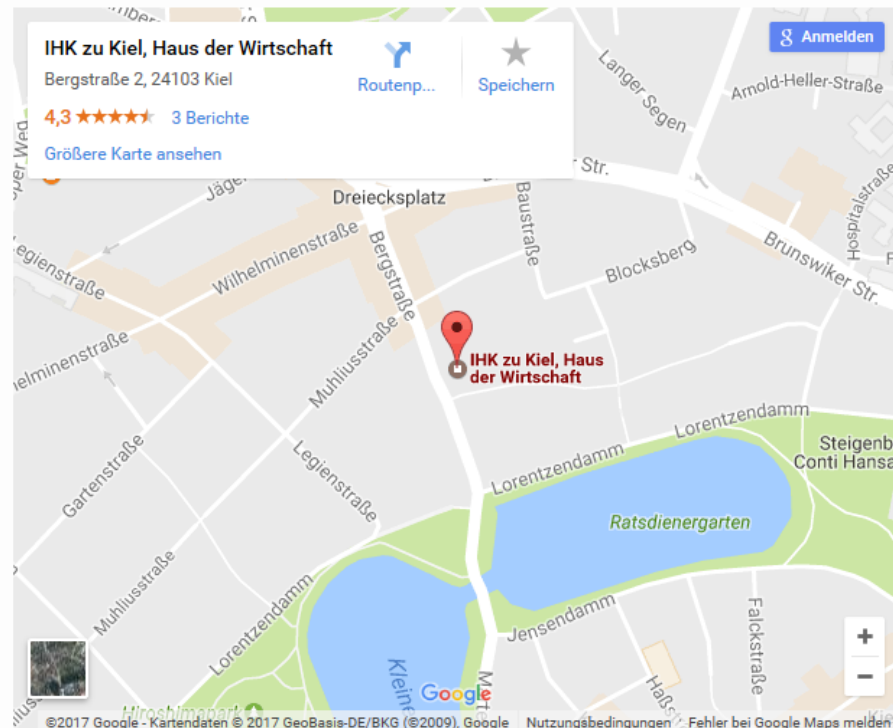 IHK zu Kiel, Haus der Wirtschaft
Bergstraße 2, 24103 Kiel
4,3
3 Berichte
Größere Karte ansehen
Routenp...
Speichern
Anmelden
Langer Segen
Arnold-Heller-Straße
Str.
Dreiecksplatz
Baustraße
Hospitalstraße
Wilhelminenstraße
Bergstraße
Blocksberg
Brunswiker Str.
Legienstraße
Muhliusstraße
IHK zu Kiel, Haus
der Wirtschaft
helminenstraße
Lorentzendamm
Steigenb
Conti Hansa
Gartenstraße
Legienstraße
Lorentzendamm
Ratsdienergarten
Muhliusstraße
Lorentzendamm
Jensendamm
Falckstraße
Kleine
Google
Hiroshimapark
©2017 Google - Kartendaten © 2017 GeoBasis-DE/BKG (©2009), Google
Nutzungsbedingungen
Fehler bei Google Maps melden